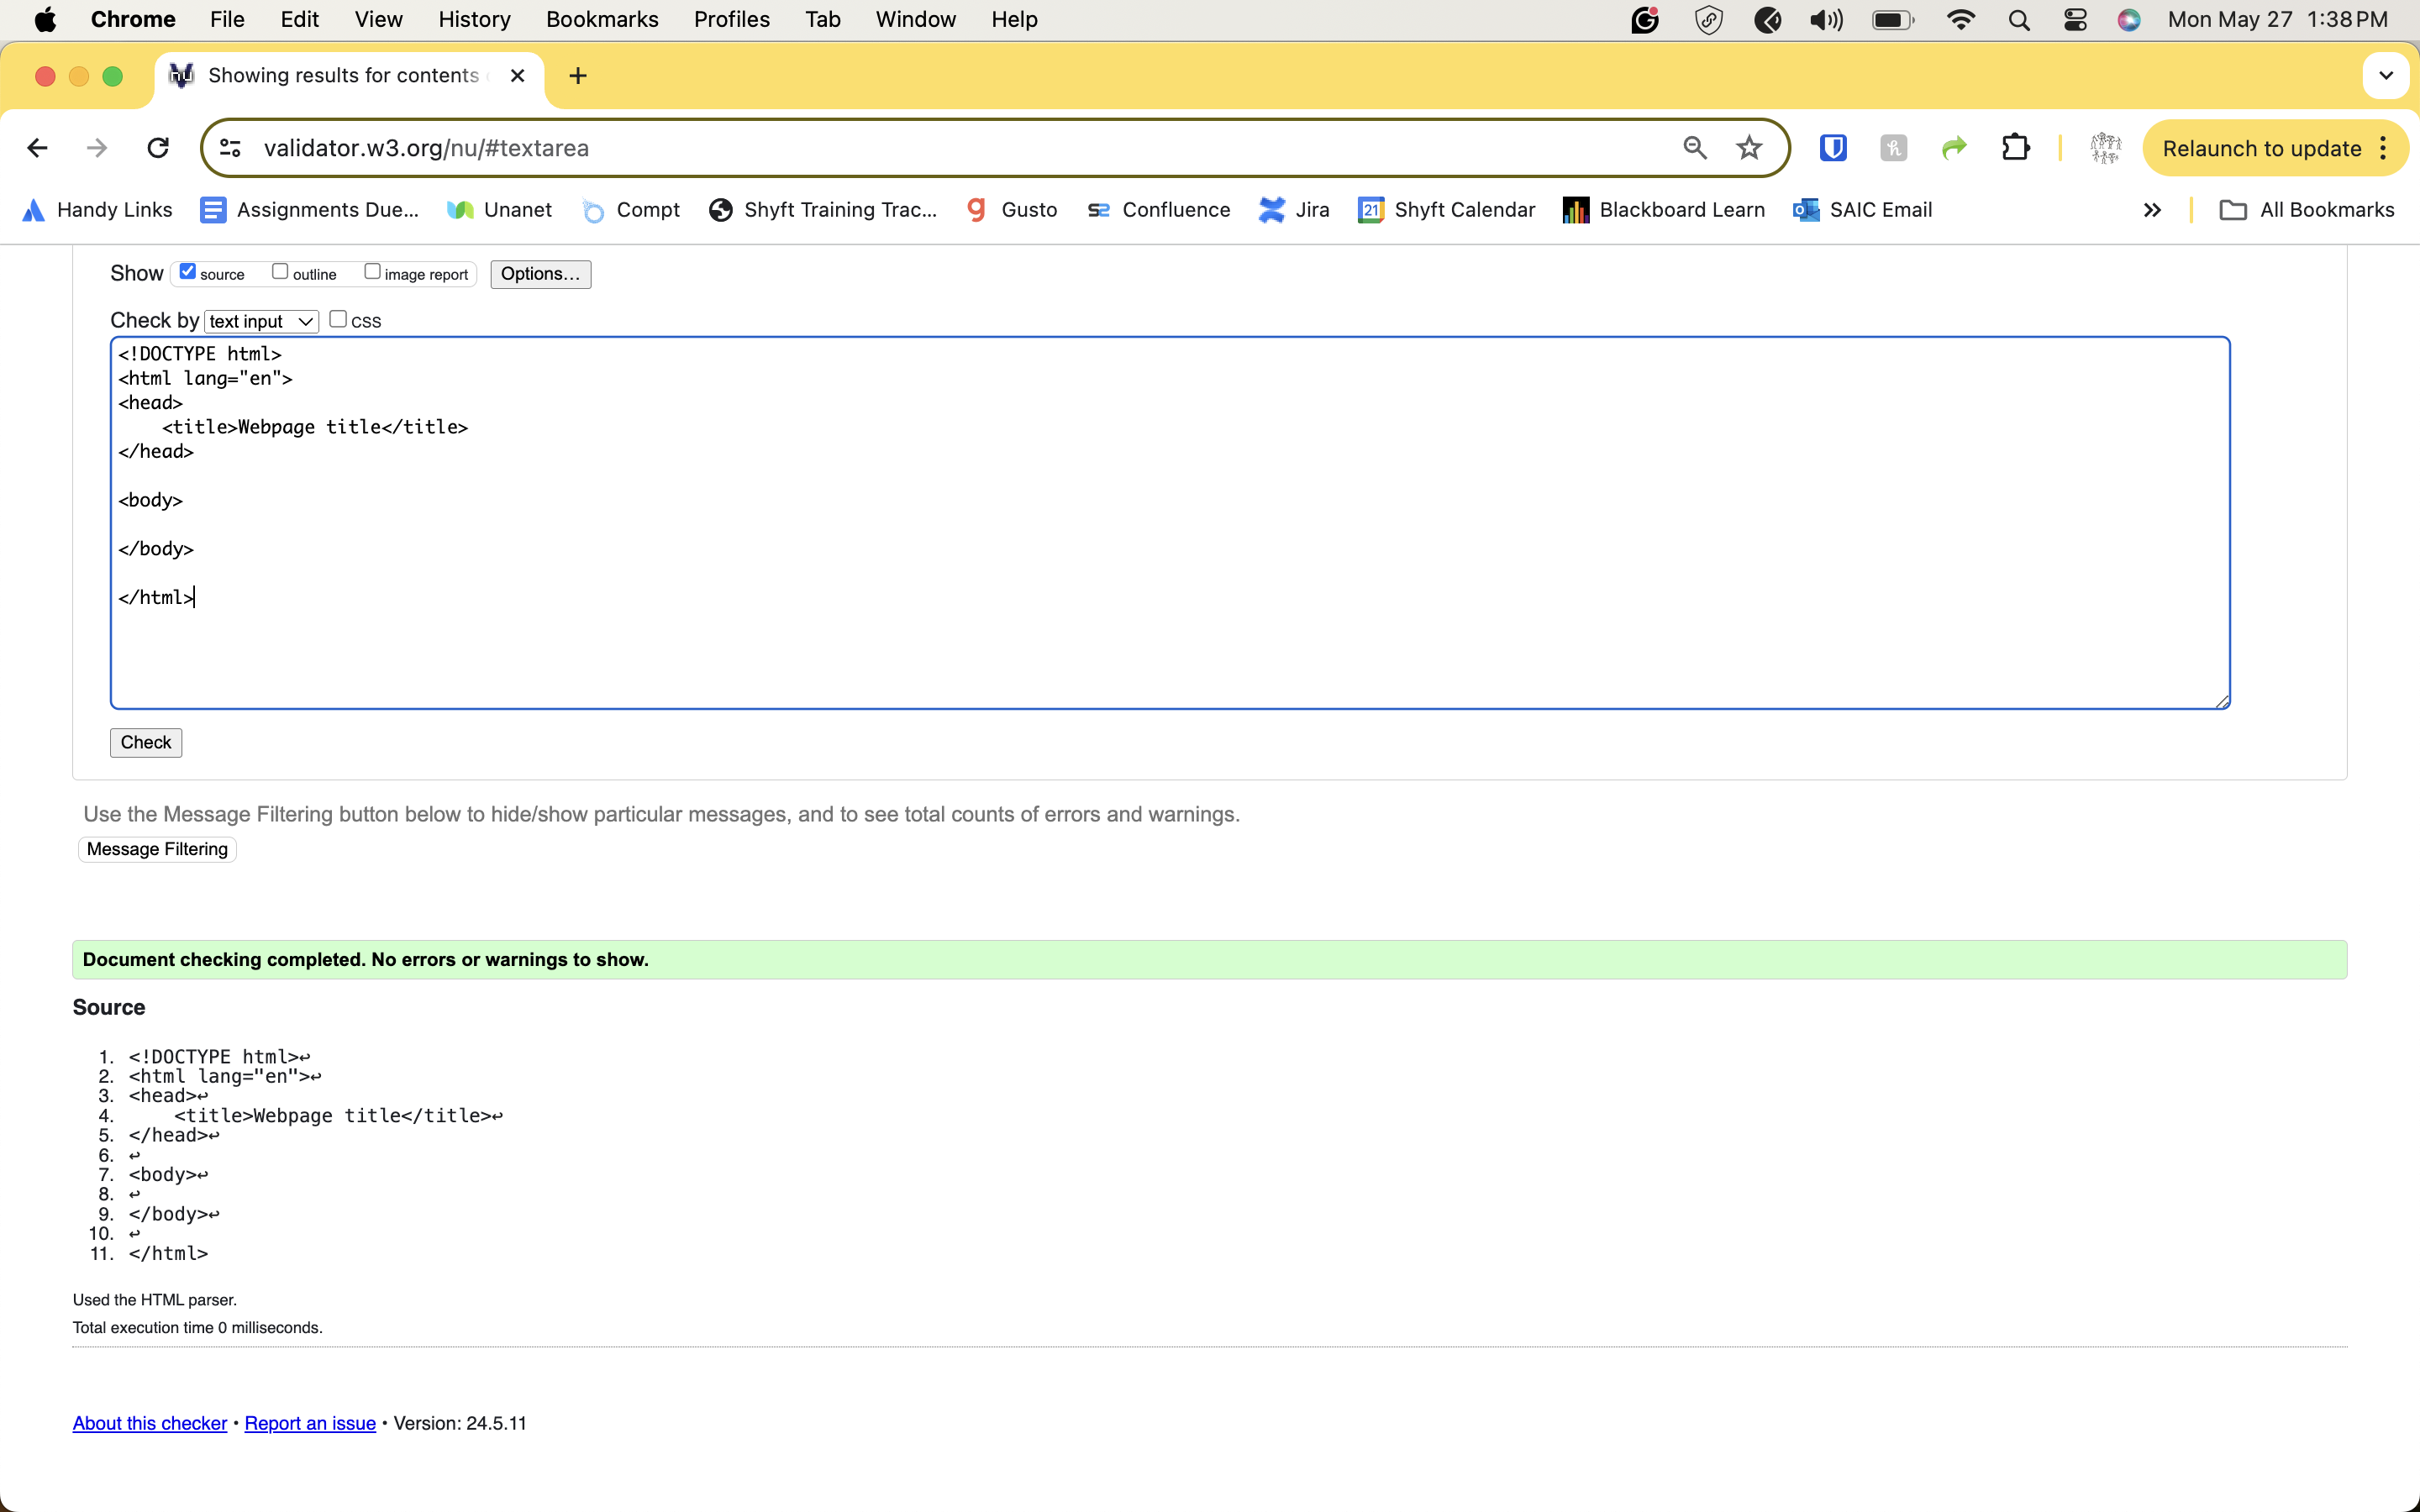 Chrome File Edit View History Bookmarks Profiles Tab Window Help Mon May 27 1:38 PM
Showing results for contents
validator.w3.org/nu/#textarea Relaunch to update
Handy Links Assignments Due... Unanet Compt Shyft Training Trac... Gusto Confluence Jira 21 Shyft Calendar Blackboard Learn SAIC Email » All Bookmarks
Show source outline image report Options...
Check by text input CSS
<!DOCTYPE html>
<html lang="en">
<head>
    <title>Webpage title</title>
</head>
<body>
</body>
</html>
Check
Use the Message Filtering button below to hide/show particular messages, and to see total counts of errors and warnings.
Message Filtering
Document checking completed. No errors or warnings to show.
Source
1. <!DOCTYPE html>↩
2. <html lang="en">↩
3. <head>↩
4.     <title>Webpage title</title>↩
5. </head>↩
6. ↩
7. <body>↩
8. ↩
9. </body>↩
10. ↩
11. </html>
Used the HTML parser.
Total execution time 0 milliseconds.
About this checker • Report an issue • Version: 24.5.11